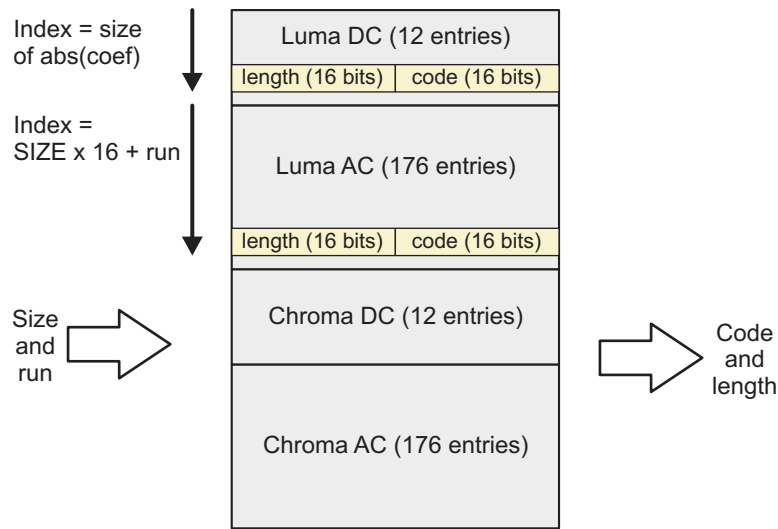 Index = size
of abs(coef)
Luma DC (12 entries)
length (16 bits) code (16 bits)
Index =
SIZE x 16 + run
Luma AC (176 entries)
length (16 bits) code (16 bits)
Size
and
run
Chroma DC (12 entries)
Code
and
length
Chroma AC (176 entries)